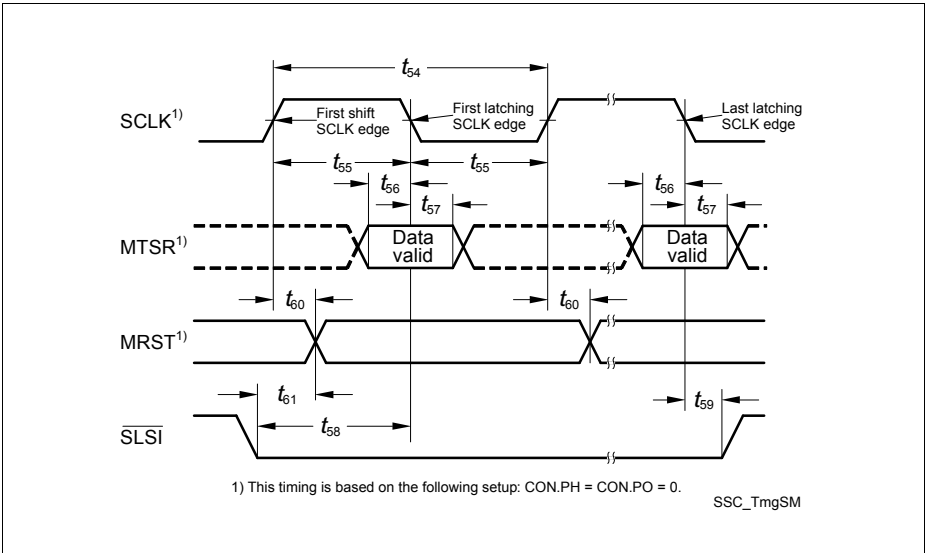 t54
SCLK1)
First shift
SCLK edge
First latching
SCLK edge
Last latching
SCLK edge
t55
t55
t56
t56
t57
t57
MTSR1)
Data
valid
Data
valid
t60
t60
MRST1)
t61
t59
t58
SLSI
1) This timing is based on the following setup: CON.PH = CON.PO = 0.
SSC_TmgSM